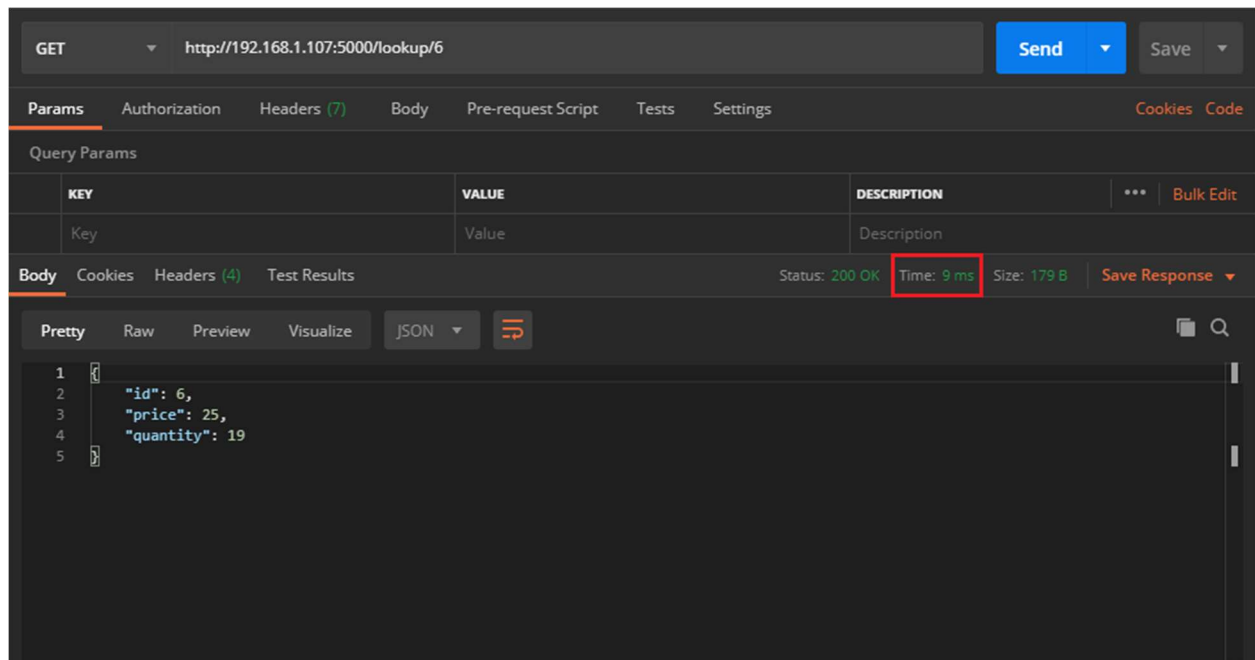 GET http://192.168.1.107:5000/lookup/6 Send Save
Params Authorization Headers (7) Body Pre-request Script Tests Settings Cookies Code
Query Params
KEY VALUE DESCRIPTION ••• Bulk Edit
Key Value Description
Body Cookies Headers (4) Test Results Status: 200 OK Time: 9 ms Size: 179 B Save Response
Pretty Raw Preview Visualize JSON
1 {
2 "id": 6,
3 "price": 25,
4 "quantity": 19
5 }